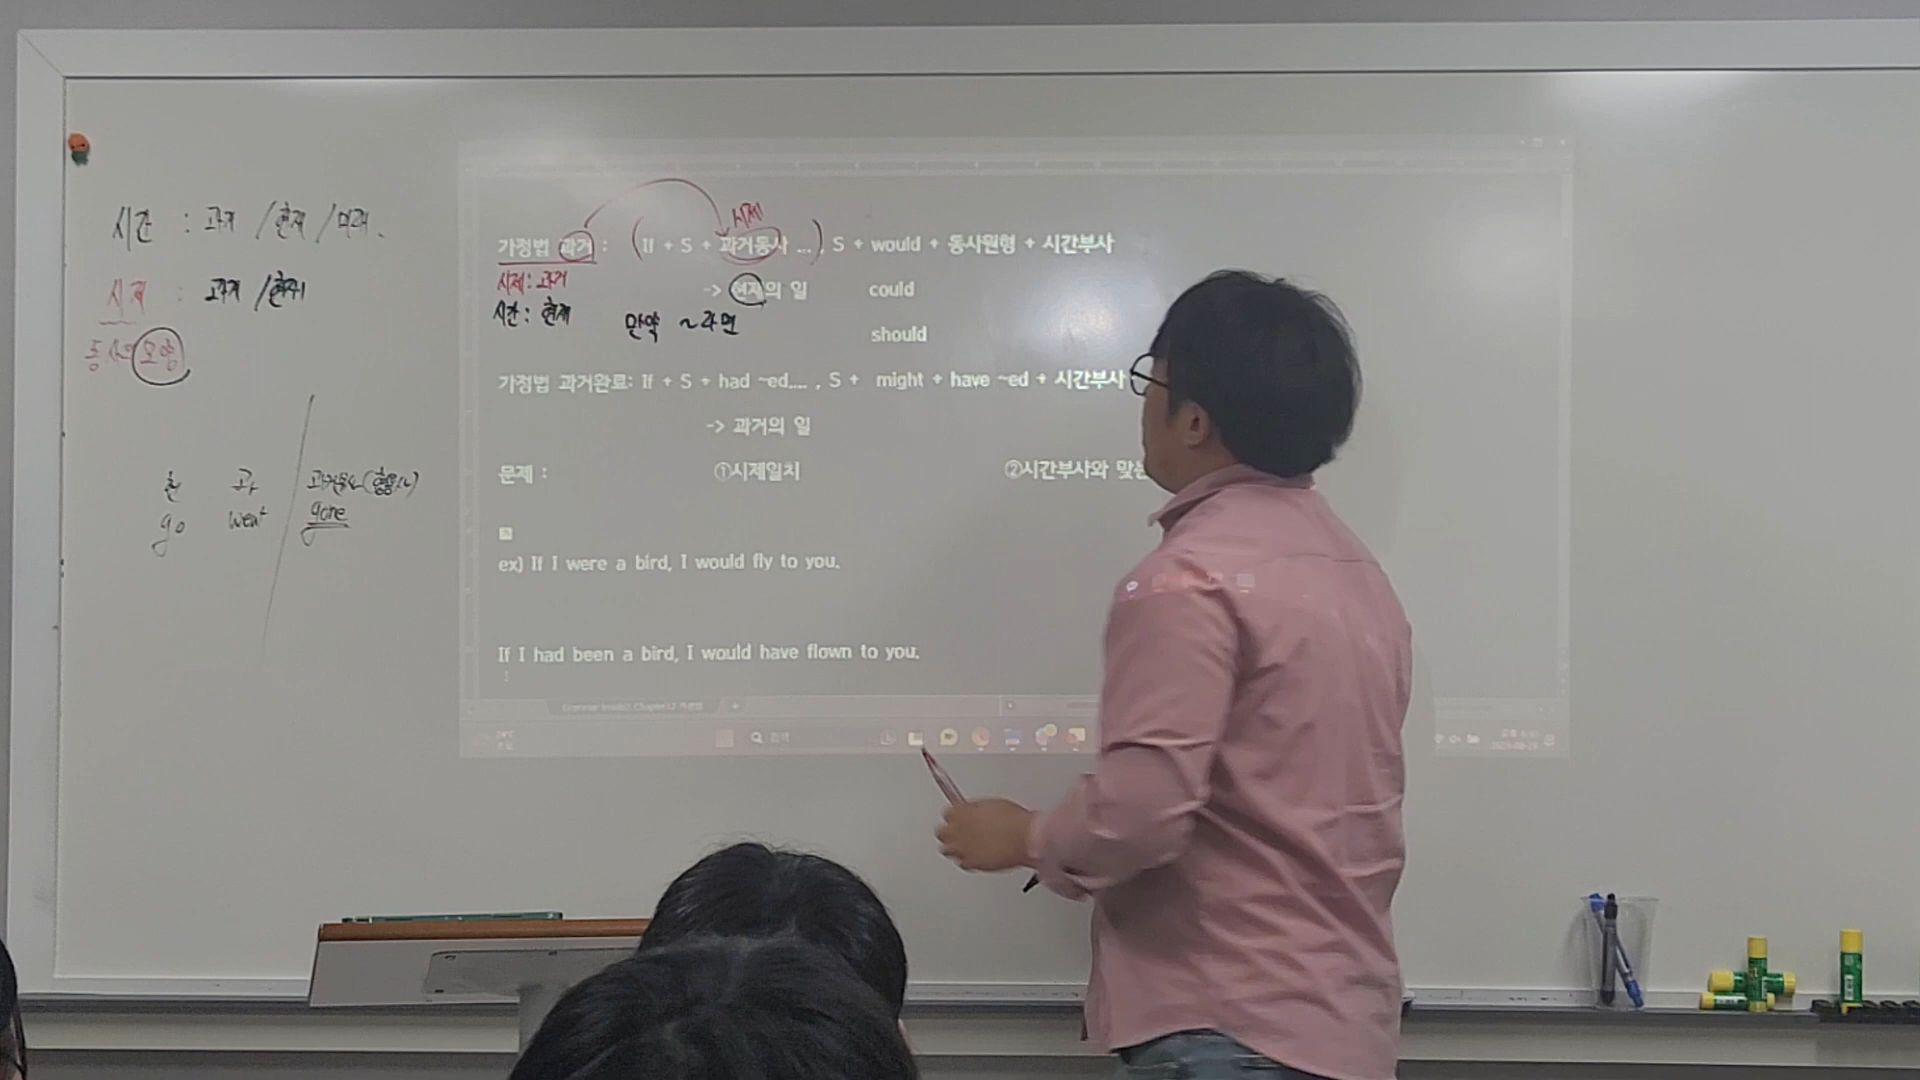 시간 : 과거 / 현재 / 미래.
시제 : 과거 / 현재
동사의 모양
현 과 과거분사(형용사)
go went gone
시제
가정법 과거 : (If + S + 과거동사 ...), S + would + 동사원형 + 시간부사
시제 : 과거
-> 현재의 일 could
시간 : 현재 만약 ~라면
should
가정법 과거완료: If + S + had ~ed.... , S + might + have ~ed + 시간부사
-> 과거의 일
문제 : ①시제일치 ②시간부사와 맞는
ex) If I were a bird, I would fly to you.
If I had been a bird, I would have flown to you.
검색